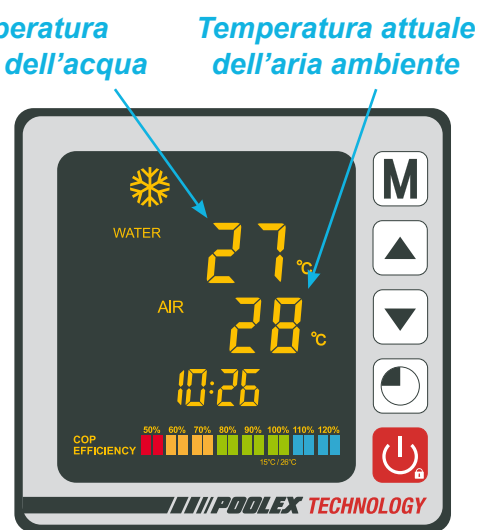 peratura
dell'acqua
Temperatura attuale
dell'aria ambiente
M
WATER
27 °C
AIR
28 °C
10:26
50% 60% 70% 80% 90% 100% 110% 120%
COP
EFFICIENCY
15°C / 26°C
POOLEX TECHNOLOGY